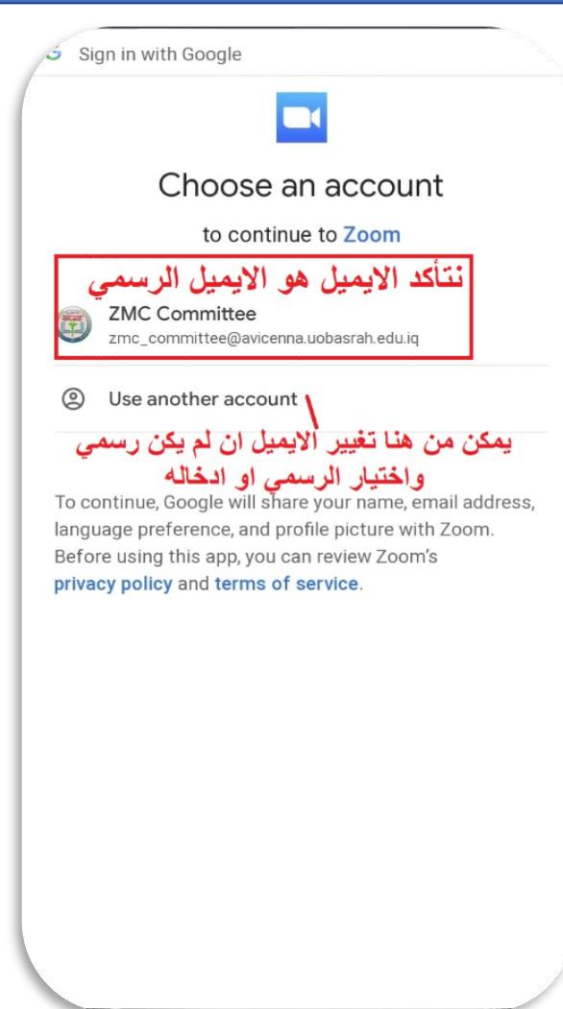 Sign in with Google
Choose an account
to continue to Zoom
نتأكد الايميل هو الايميل الرسمي
ZMC Committee
zmc_committee@avicenna.uobasrah.edu.iq
Use another account
يمكن من هنا تغيير الايميل ان لم يكن رسمي
واختيار الرسمي او ادخاله
To continue, Google will share your name, email address,
language preference, and profile picture with Zoom.
Before using this app, you can review Zoom's
privacy policy and terms of service.